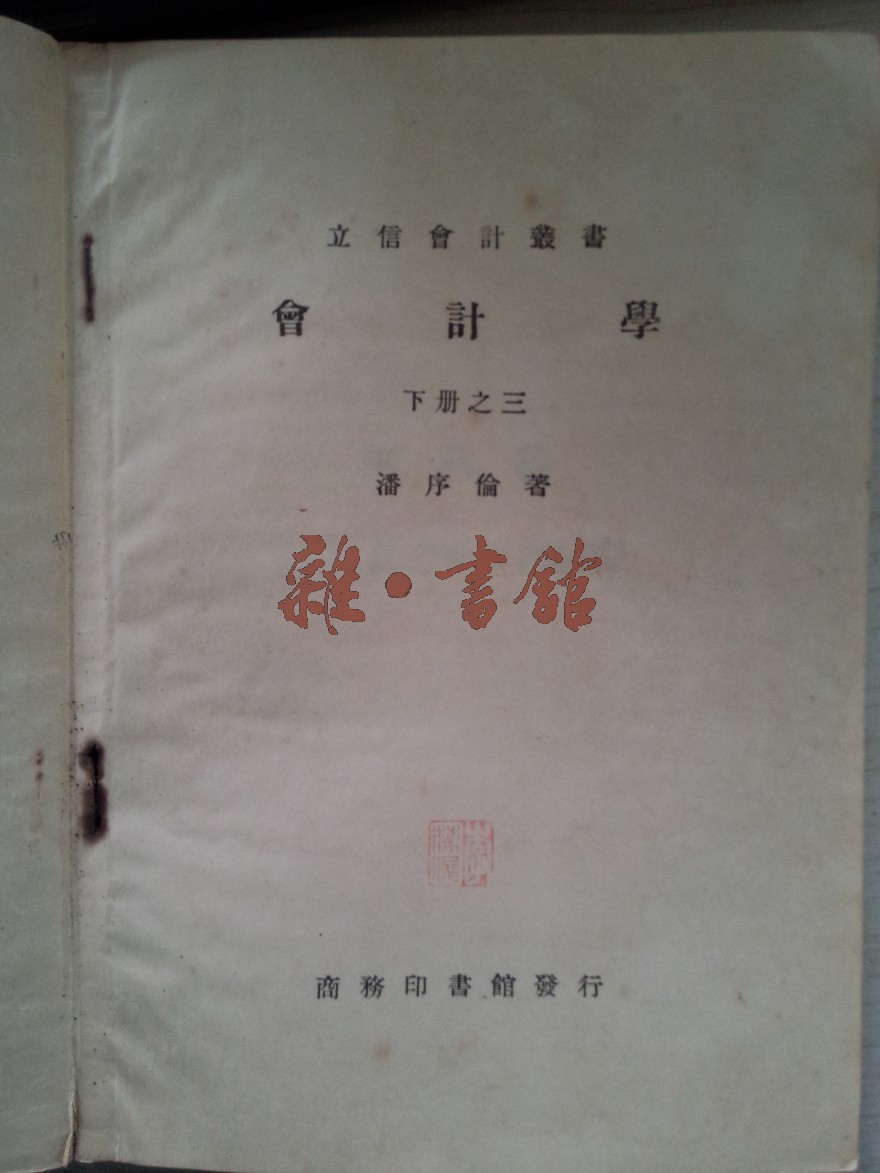 立信會計叢書
會計學
下册之三
潘序倫著
雜·書舘
商務印書館發行